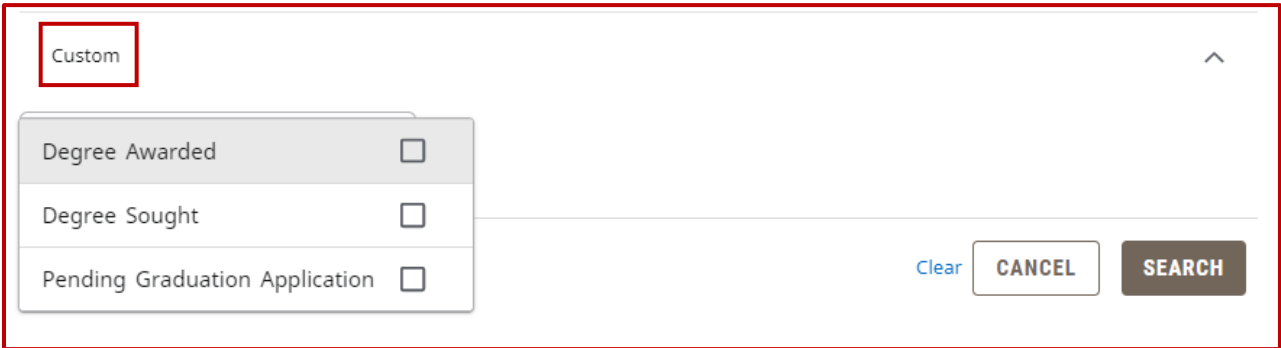 Custom
Degree Awarded
Degree Sought
Pending Graduation Application
Clear CANCEL SEARCH